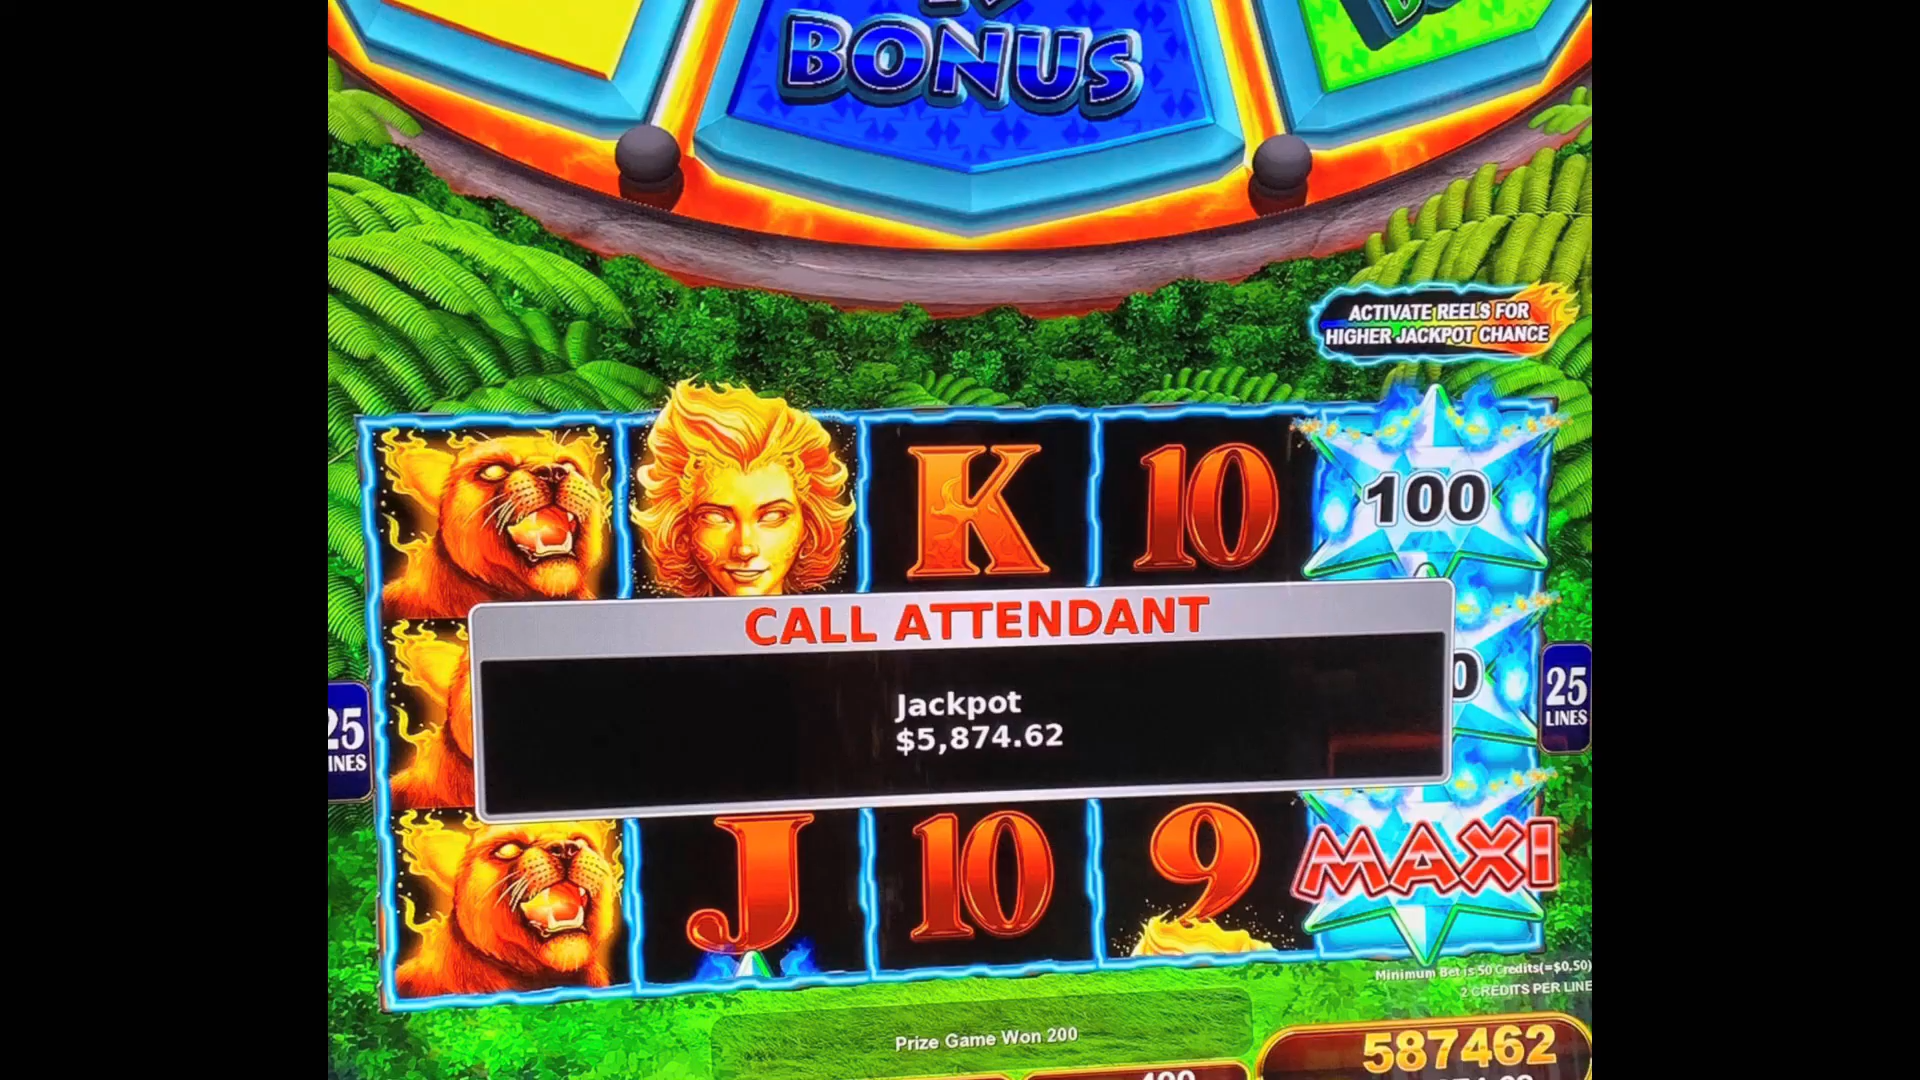 BONUS
ACTIVATE REELS FOR
HIGHER JACKPOT CHANCE
K
10
100
CALL ATTENDANT
Jackpot
$5,874.62
0
25
LINES
25
INES
J
10
9
MAXI
Minimum Bet is 50 Credits(=$0.50)
2 CREDITS PER LINE
Prize Game Won 200
587462